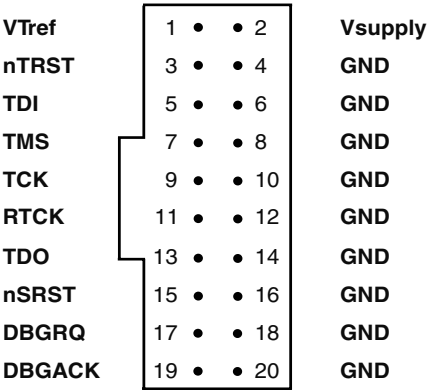 VTref 1 2 Vsupply
nTRST 3 4 GND
TDI 5 6 GND
TMS 7 8 GND
TCK 9 10 GND
RTCK 11 12 GND
TDO 13 14 GND
nSRST 15 16 GND
DBGRQ 17 18 GND
DBGACK 19 20 GND